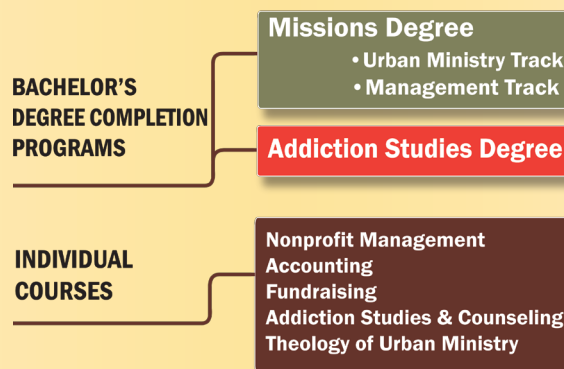 BACHELOR'S
DEGREE COMPLETION
PROGRAMS
Missions Degree
• Urban Ministry Track
• Management Track
Addiction Studies Degree
INDIVIDUAL
COURSES
Nonprofit Management
Accounting
Fundraising
Addiction Studies & Counseling
Theology of Urban Ministry